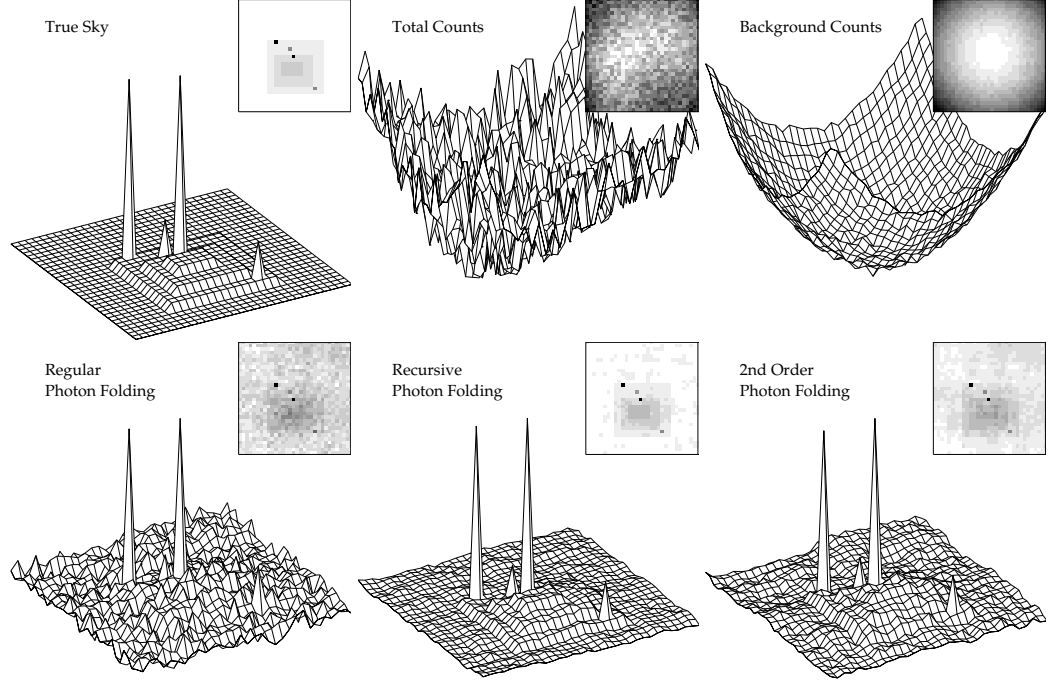 True Sky
Total Counts
Background Counts
Regular
Photon Folding
Recursive
Photon Folding
2nd Order
Photon Folding